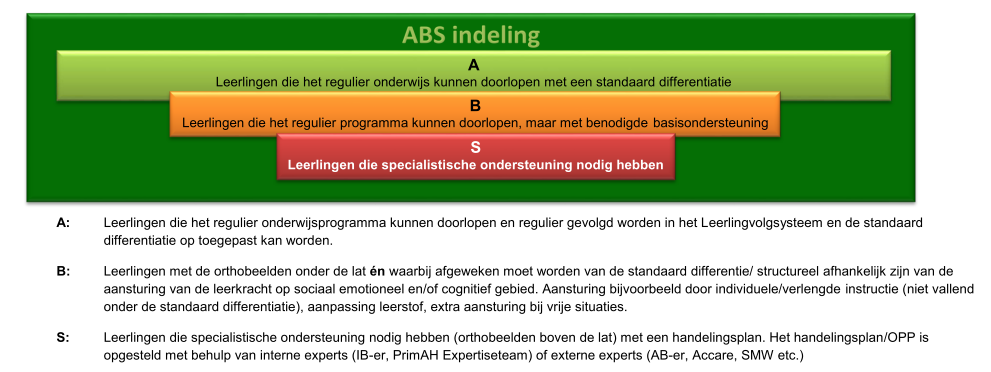 ABS indeling
A
Leerlingen die het regulier onderwijs kunnen doorlopen met een standaard differentiatie
B
Leerlingen die het regulier programma kunnen doorlopen, maar met benodigde basisondersteuning
S
Leerlingen die specialistische ondersteuning nodig hebben
A: Leerlingen die het regulier onderwijsprogramma kunnen doorlopen en regulier gevolgd worden in het Leerlingvolgsysteem en de standaard
differentiatie op toegepast kan worden.
B: Leerlingen met de orthobeelden onder de lat én waarbij afgeweken moet worden van de standaard differentie/ structureel afhankelijk zijn van de
aansturing van de leerkracht op sociaal emotioneel en/of cognitief gebied. Aansturing bijvoorbeeld door individuele/verlengde instructie (niet vallend
onder de standaard differentiatie), aanpassing leerstof, extra aansturing bij vrije situaties.
S: Leerlingen die specialistische ondersteuning nodig hebben (orthobeelden boven de lat) met een handelingsplan. Het handelingsplan/OPP is
opgesteld met behulp van interne experts (IB-er, PrimAH Expertiseteam) of externe experts (AB-er, Accare, SMW etc.)